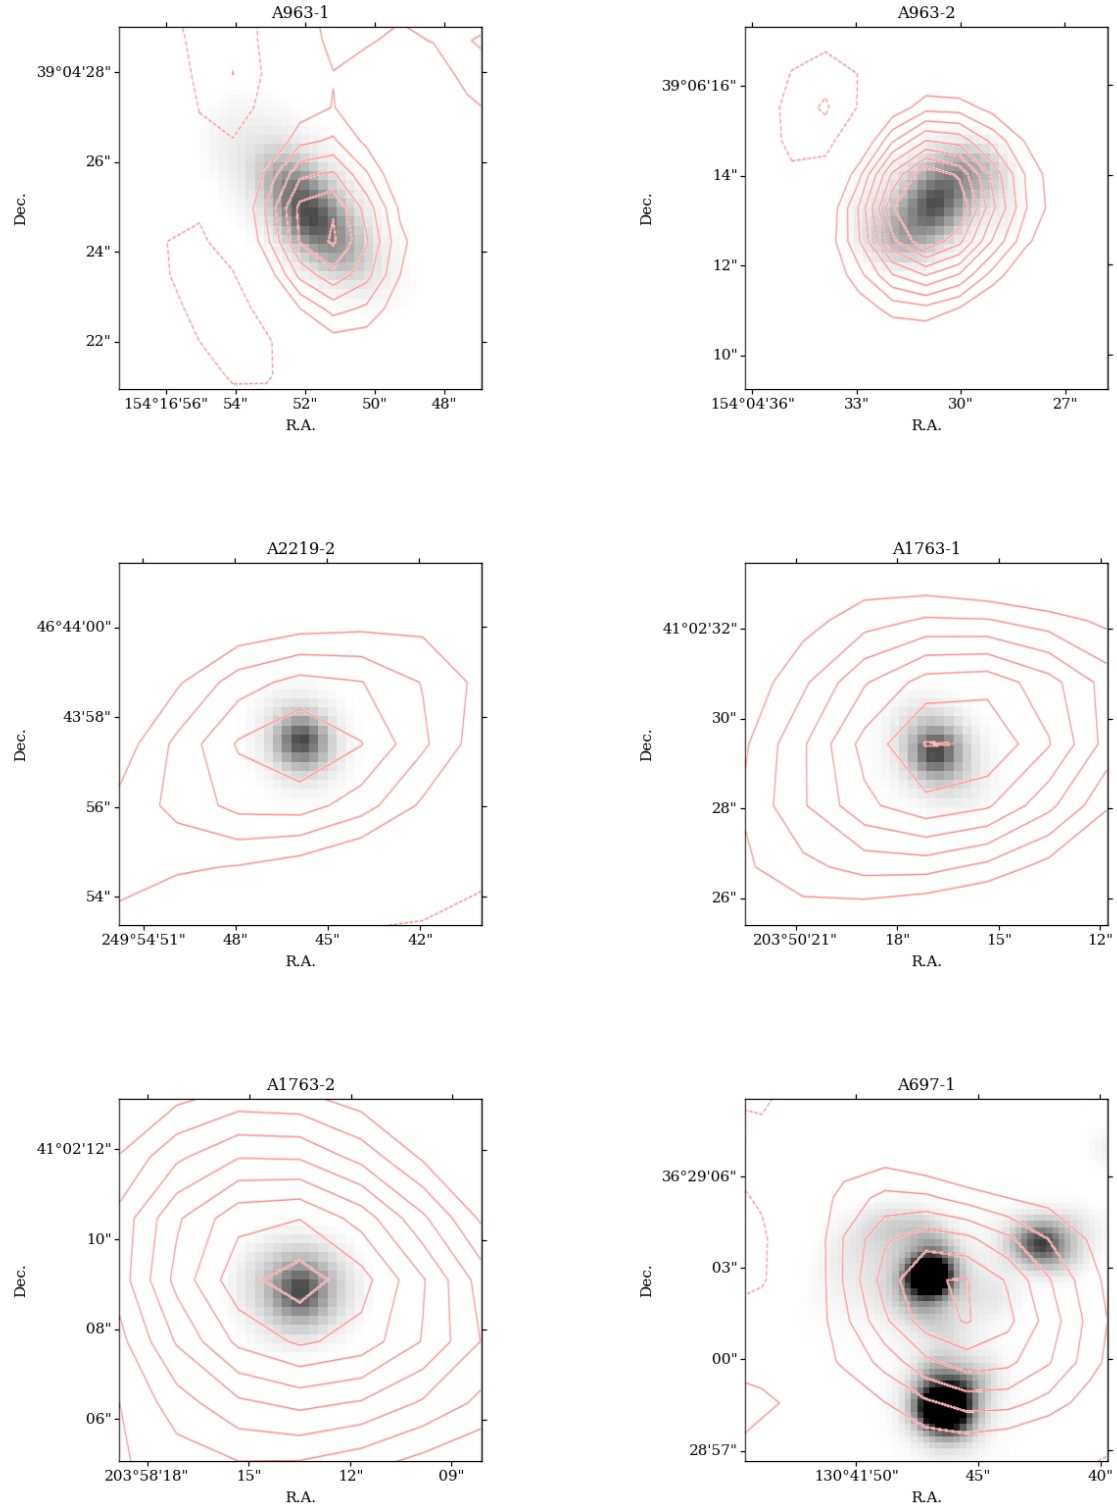 A963-1
39°04'28"
26"
24"
22"
Dec.
154°16'56" 54" 52" 50" 48"
R.A.
A963-2
39°06'16"
14"
12"
10"
Dec.
154°04'36" 33" 30" 27"
R.A.
A2219-2
46°44'00"
43'58"
56"
54"
Dec.
249°54'51" 48" 45" 42"
R.A.
A1763-1
41°02'32"
30"
28"
26"
Dec.
203°50'21" 18" 15" 12"
R.A.
A1763-2
41°02'12"
10"
08"
06"
Dec.
203°58'18" 15" 12" 09"
R.A.
A697-1
36°29'06"
03"
00"
28'57"
Dec.
130°41'50" 45" 40"
R.A.